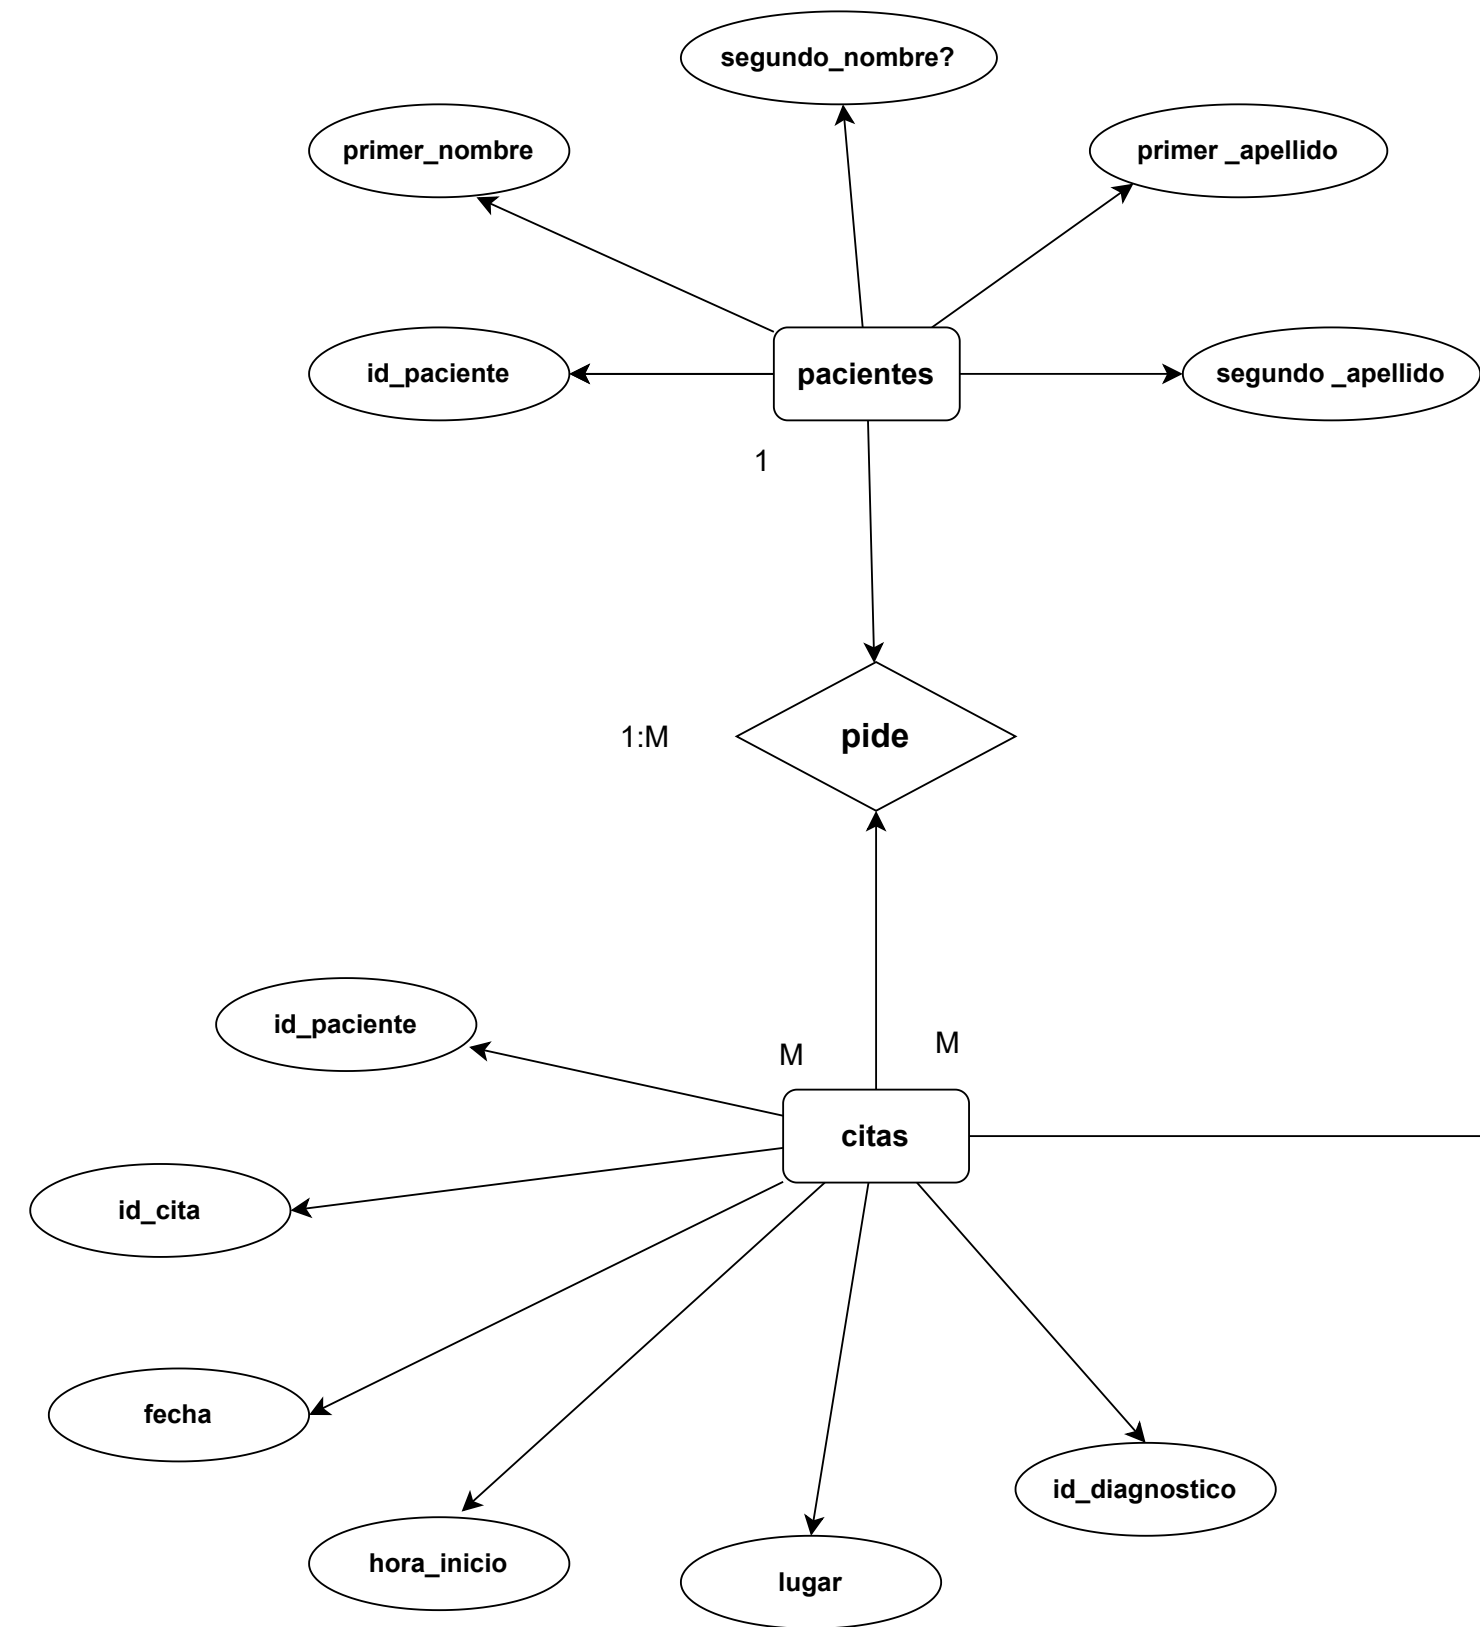 segundo_nombre?
primer_nombre
primer _apellido
id_paciente
pacientes
segundo _apellido
1
1:M
pide
id_paciente
M
M
citas
id_cita
fecha
id_diagnostico
hora_inicio
lugar